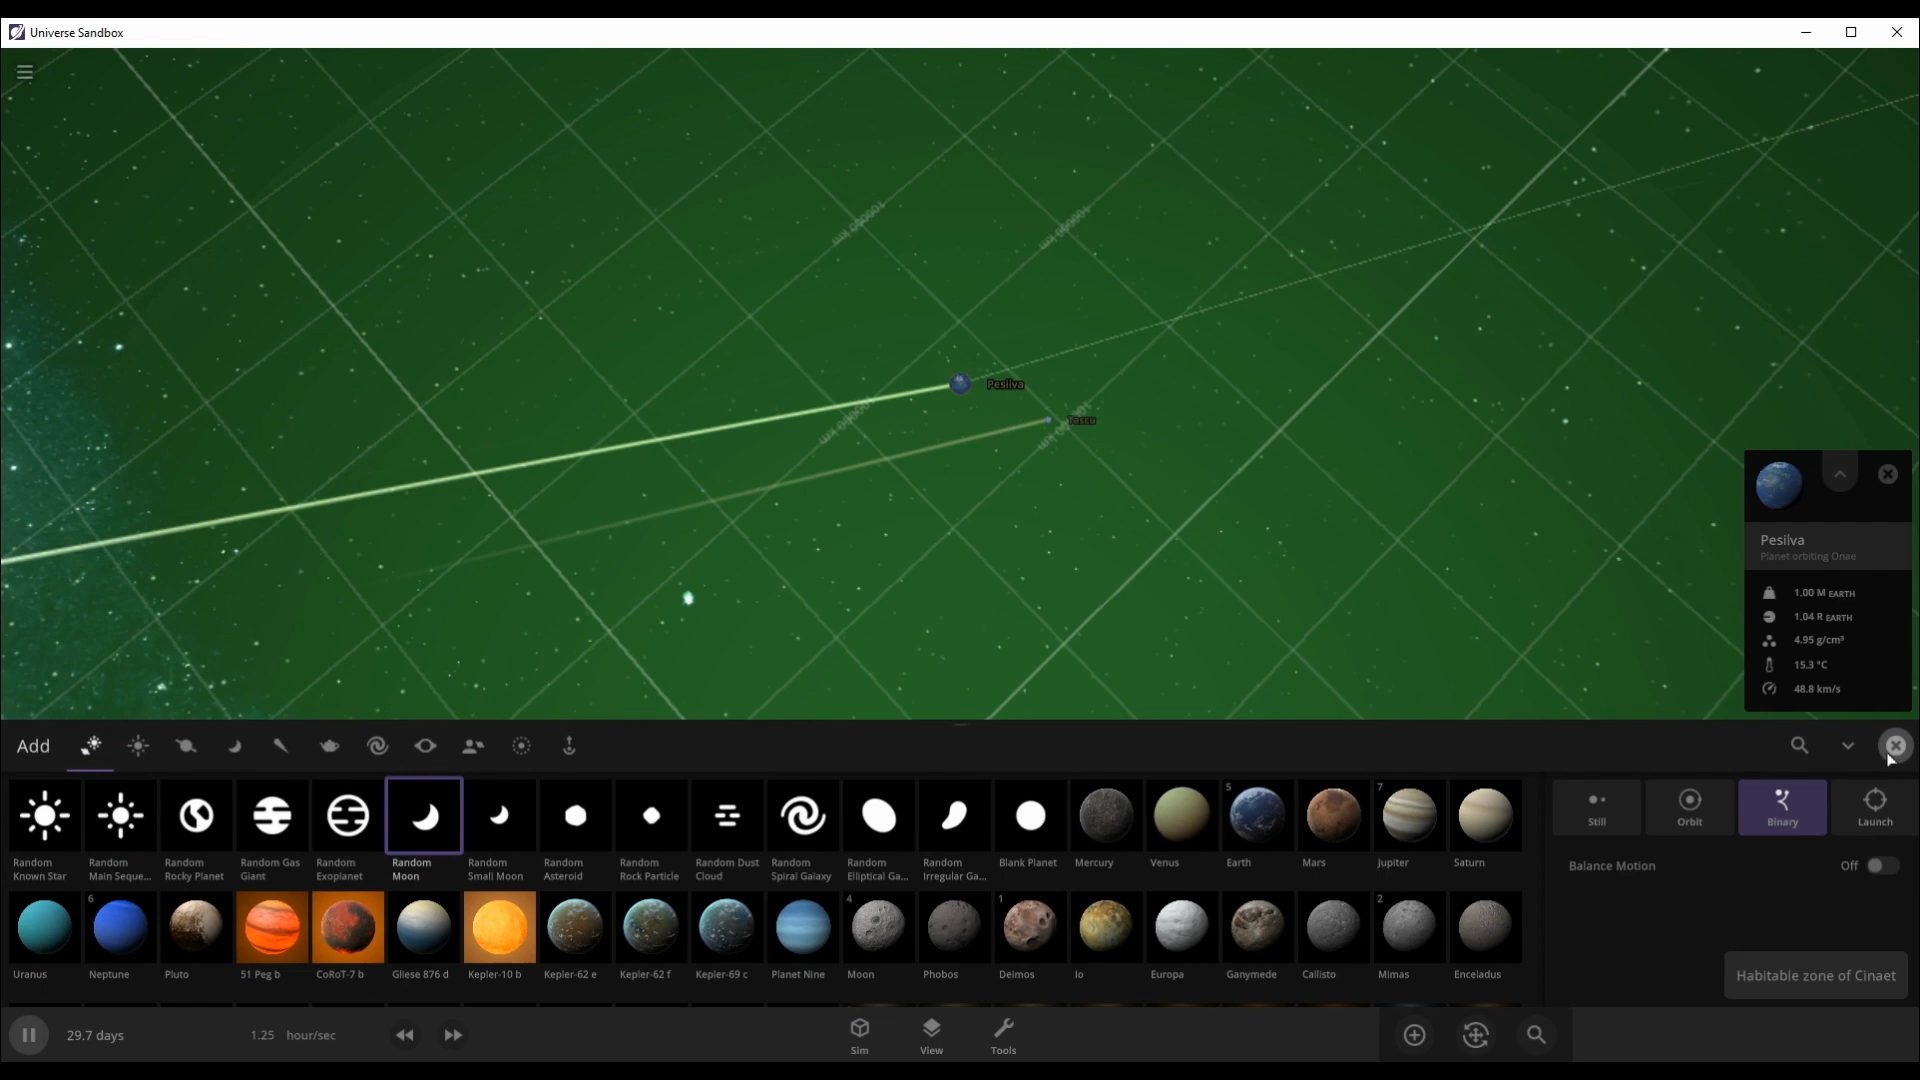 Universe Sandbox
1000000 km
1000000 km
Pesilva
Tascu
Pesilva
Planet orbiting Onae
1.00 M EARTH
1.04 R EARTH
4.95 g/cm³
15.3 °C
48.8 km/s
Add
Still
Orbit
Binary
Launch
Random Known Star
Random Main Seque...
Random Rocky Planet
Random Gas Giant
Random Exoplanet
Random Moon
Random Small Moon
Random Asteroid
Random Rock Particle
Random Dust Cloud
Random Spiral Galaxy
Random Elliptical Ga...
Random Irregular Ga...
Blank Planet
Mercury
Venus
5
Earth
Mars
7
Jupiter
Saturn
Balance Motion
Off
Uranus
6
Neptune
Pluto
51 Peg b
CoRoT-7 b
Gliese 876 d
Kepler-10 b
Kepler-62 e
Kepler-62 f
Kepler-69 c
Planet Nine
4
Moon
Phobos
1
Deimos
Io
Europa
Ganymede
Callisto
2
Mimas
Enceladus
Habitable zone of Cinaet
29.7 days
1.25 hour/sec
Sim
View
Tools